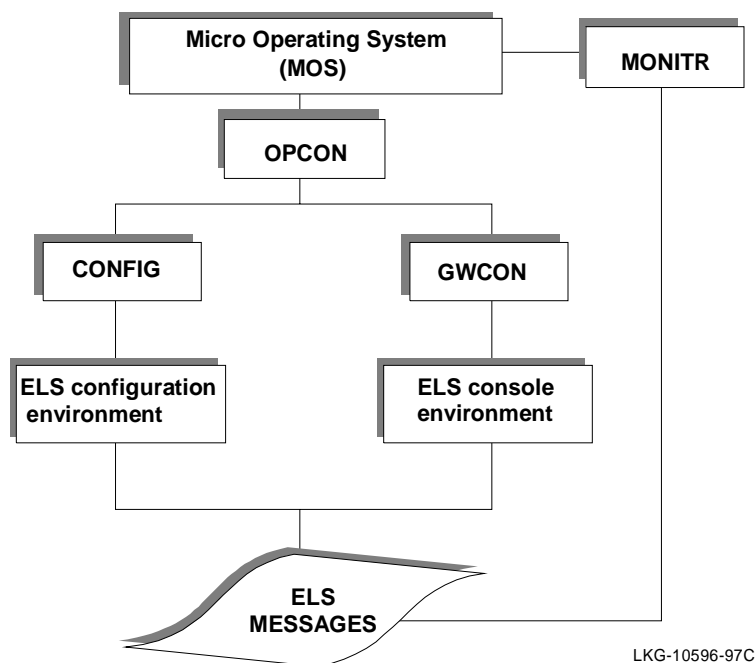 Micro Operating System
(MOS)
MONITR
OPCON
CONFIG
GWCON
ELS configuration
environment
ELS console
environment
ELS
MESSAGES
LKG-10596-97C